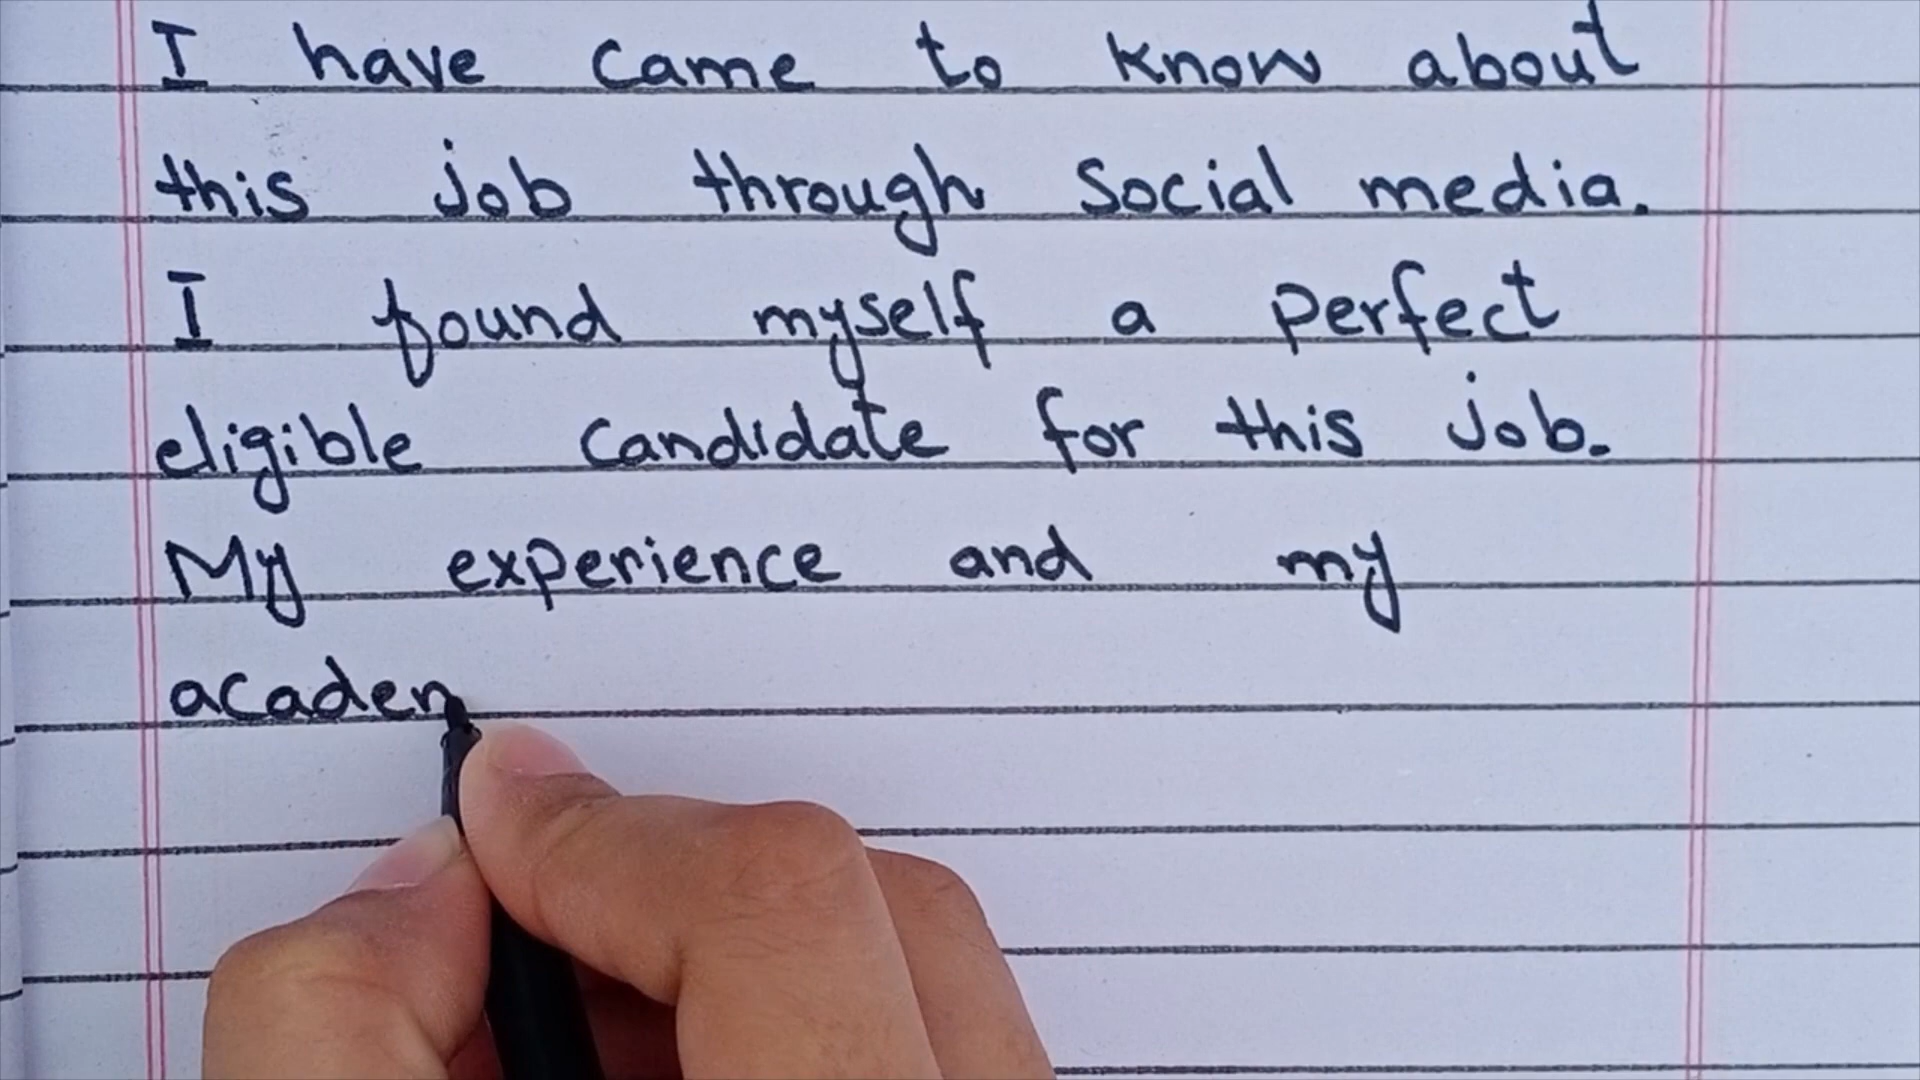 I have came to know about
this job through social media.
I found myself a perfect
eligible candidate for this job.
My experience and my
acaden